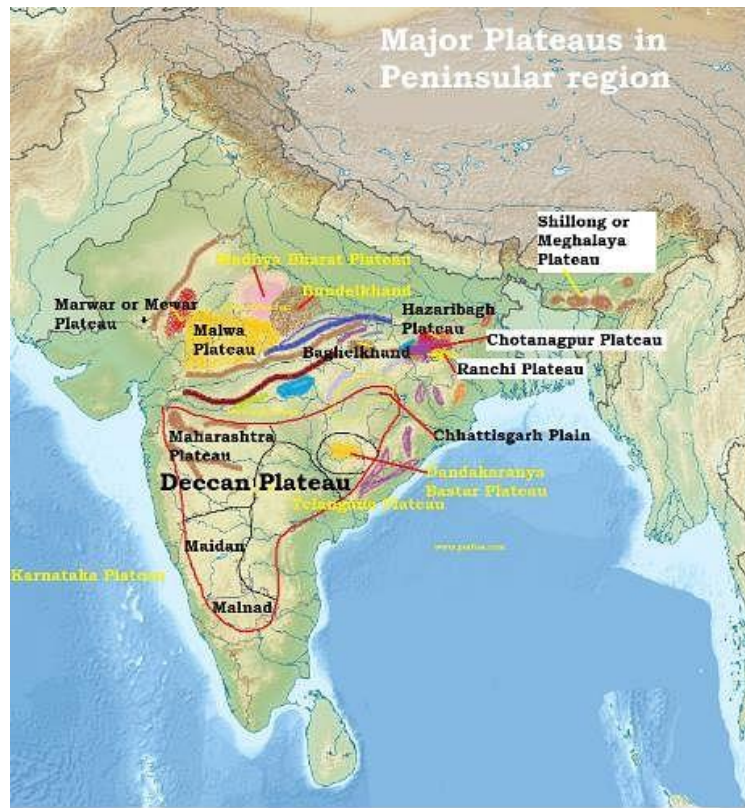 Major Plateaus in
Peninsular region
Shillong or
Meghalaya
Plateau
Madhya Bharat Plateau
Bundelkhand
Marwar or Mewar
Plateau
Hazaribagh
Plateau
Malwa
Plateau
Chotanagpur Plateau
Baghelkhand
Ranchi Plateau
Maharashtra
Plateau
Chhattisgarh Plain
Deccan Plateau
Dandakaranya
Bastar Plateau
Telangana Plateau
Maidan
Karnataka Plateau
Malnad